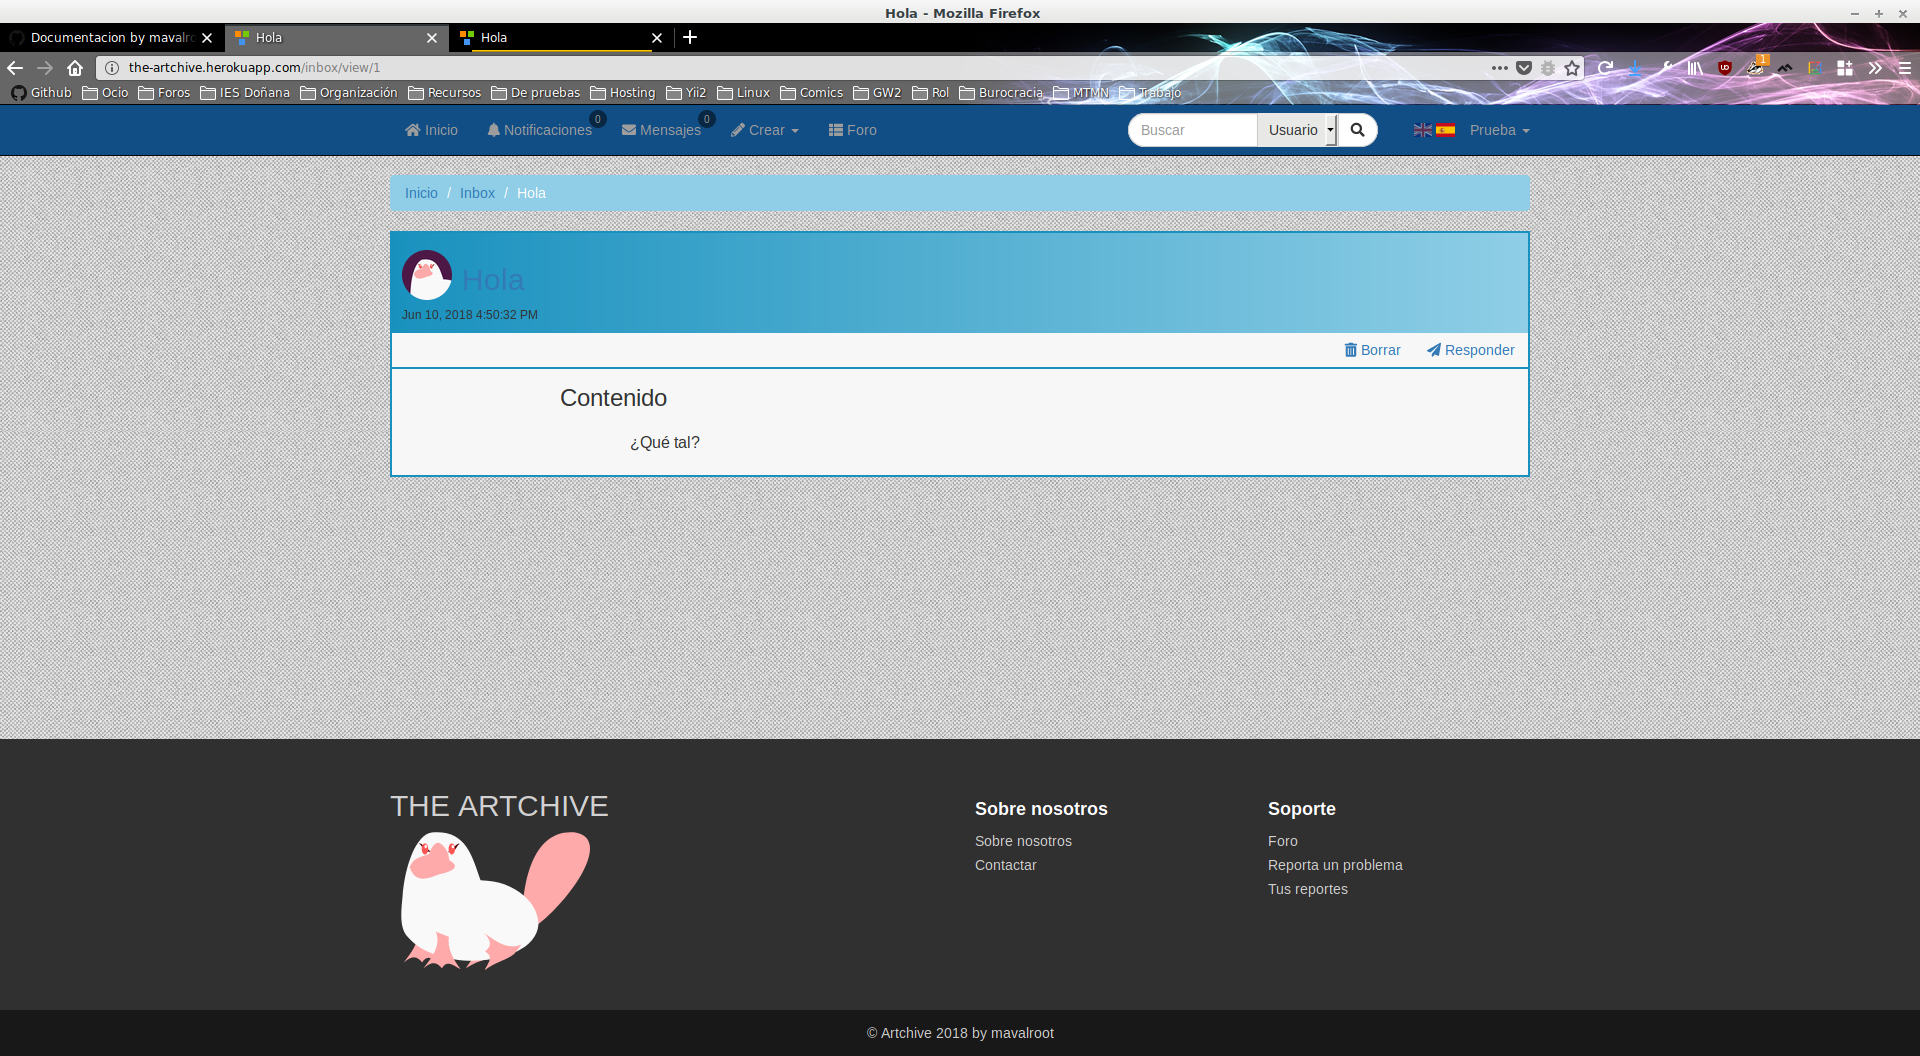 Hola - Mozilla Firefox
Documentacion by mavalro
Hola
Hola
the-artchive.herokuapp.com/inbox/view/1
1
Github Ocio Foros IES Doñana Organización Recursos De pruebas Hosting Yii2 Linux Comics GW2 Rol Burocracia MTMN Trabajo
Inicio Notificaciones 0 Mensajes 0 Crear Foro Buscar Usuario Prueba
Inicio / Inbox / Hola
Hola
Jun 10, 2018 4:50:32 PM
Borrar Responder
Contenido
¿Qué tal?
THE ARTCHIVE
Sobre nosotros
Sobre nosotros
Contactar
Soporte
Foro
Reporta un problema
Tus reportes
© Artchive 2018 by mavalroot